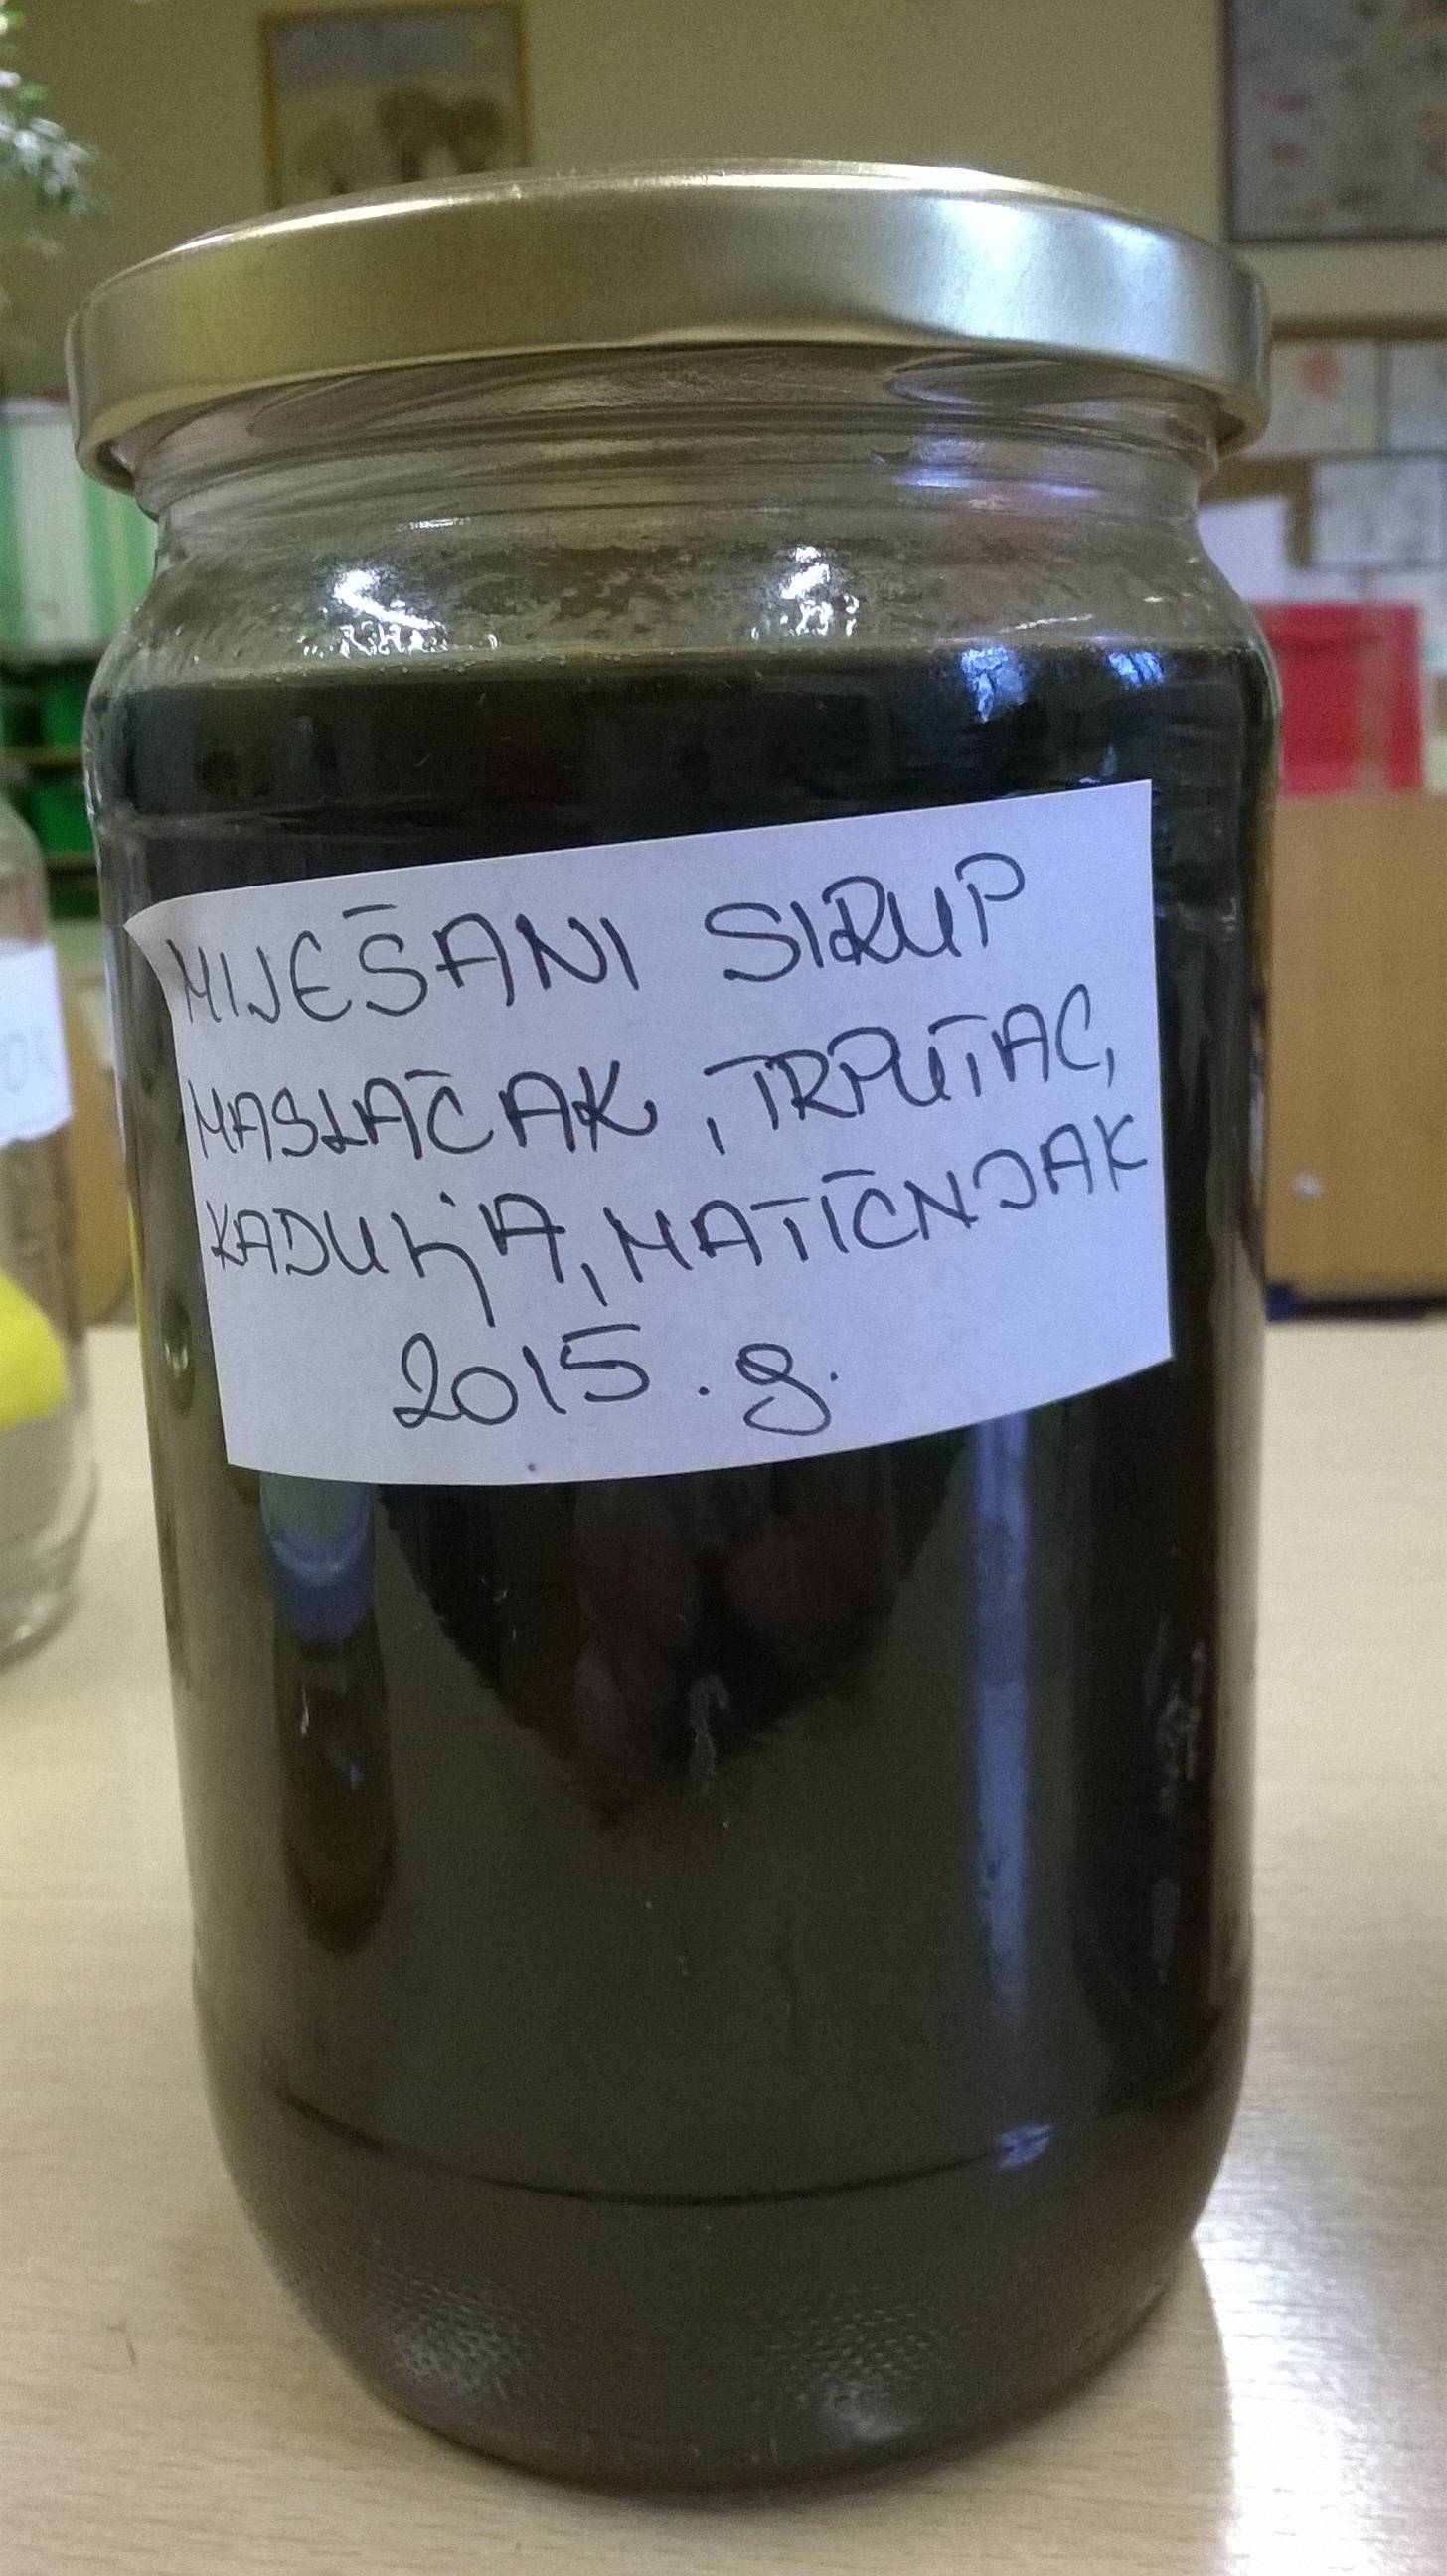 MIJEŠANI SIRUP
MASLAČAK, TRPUTAC,
KADULJA, MATIČNJAK
2015. g.